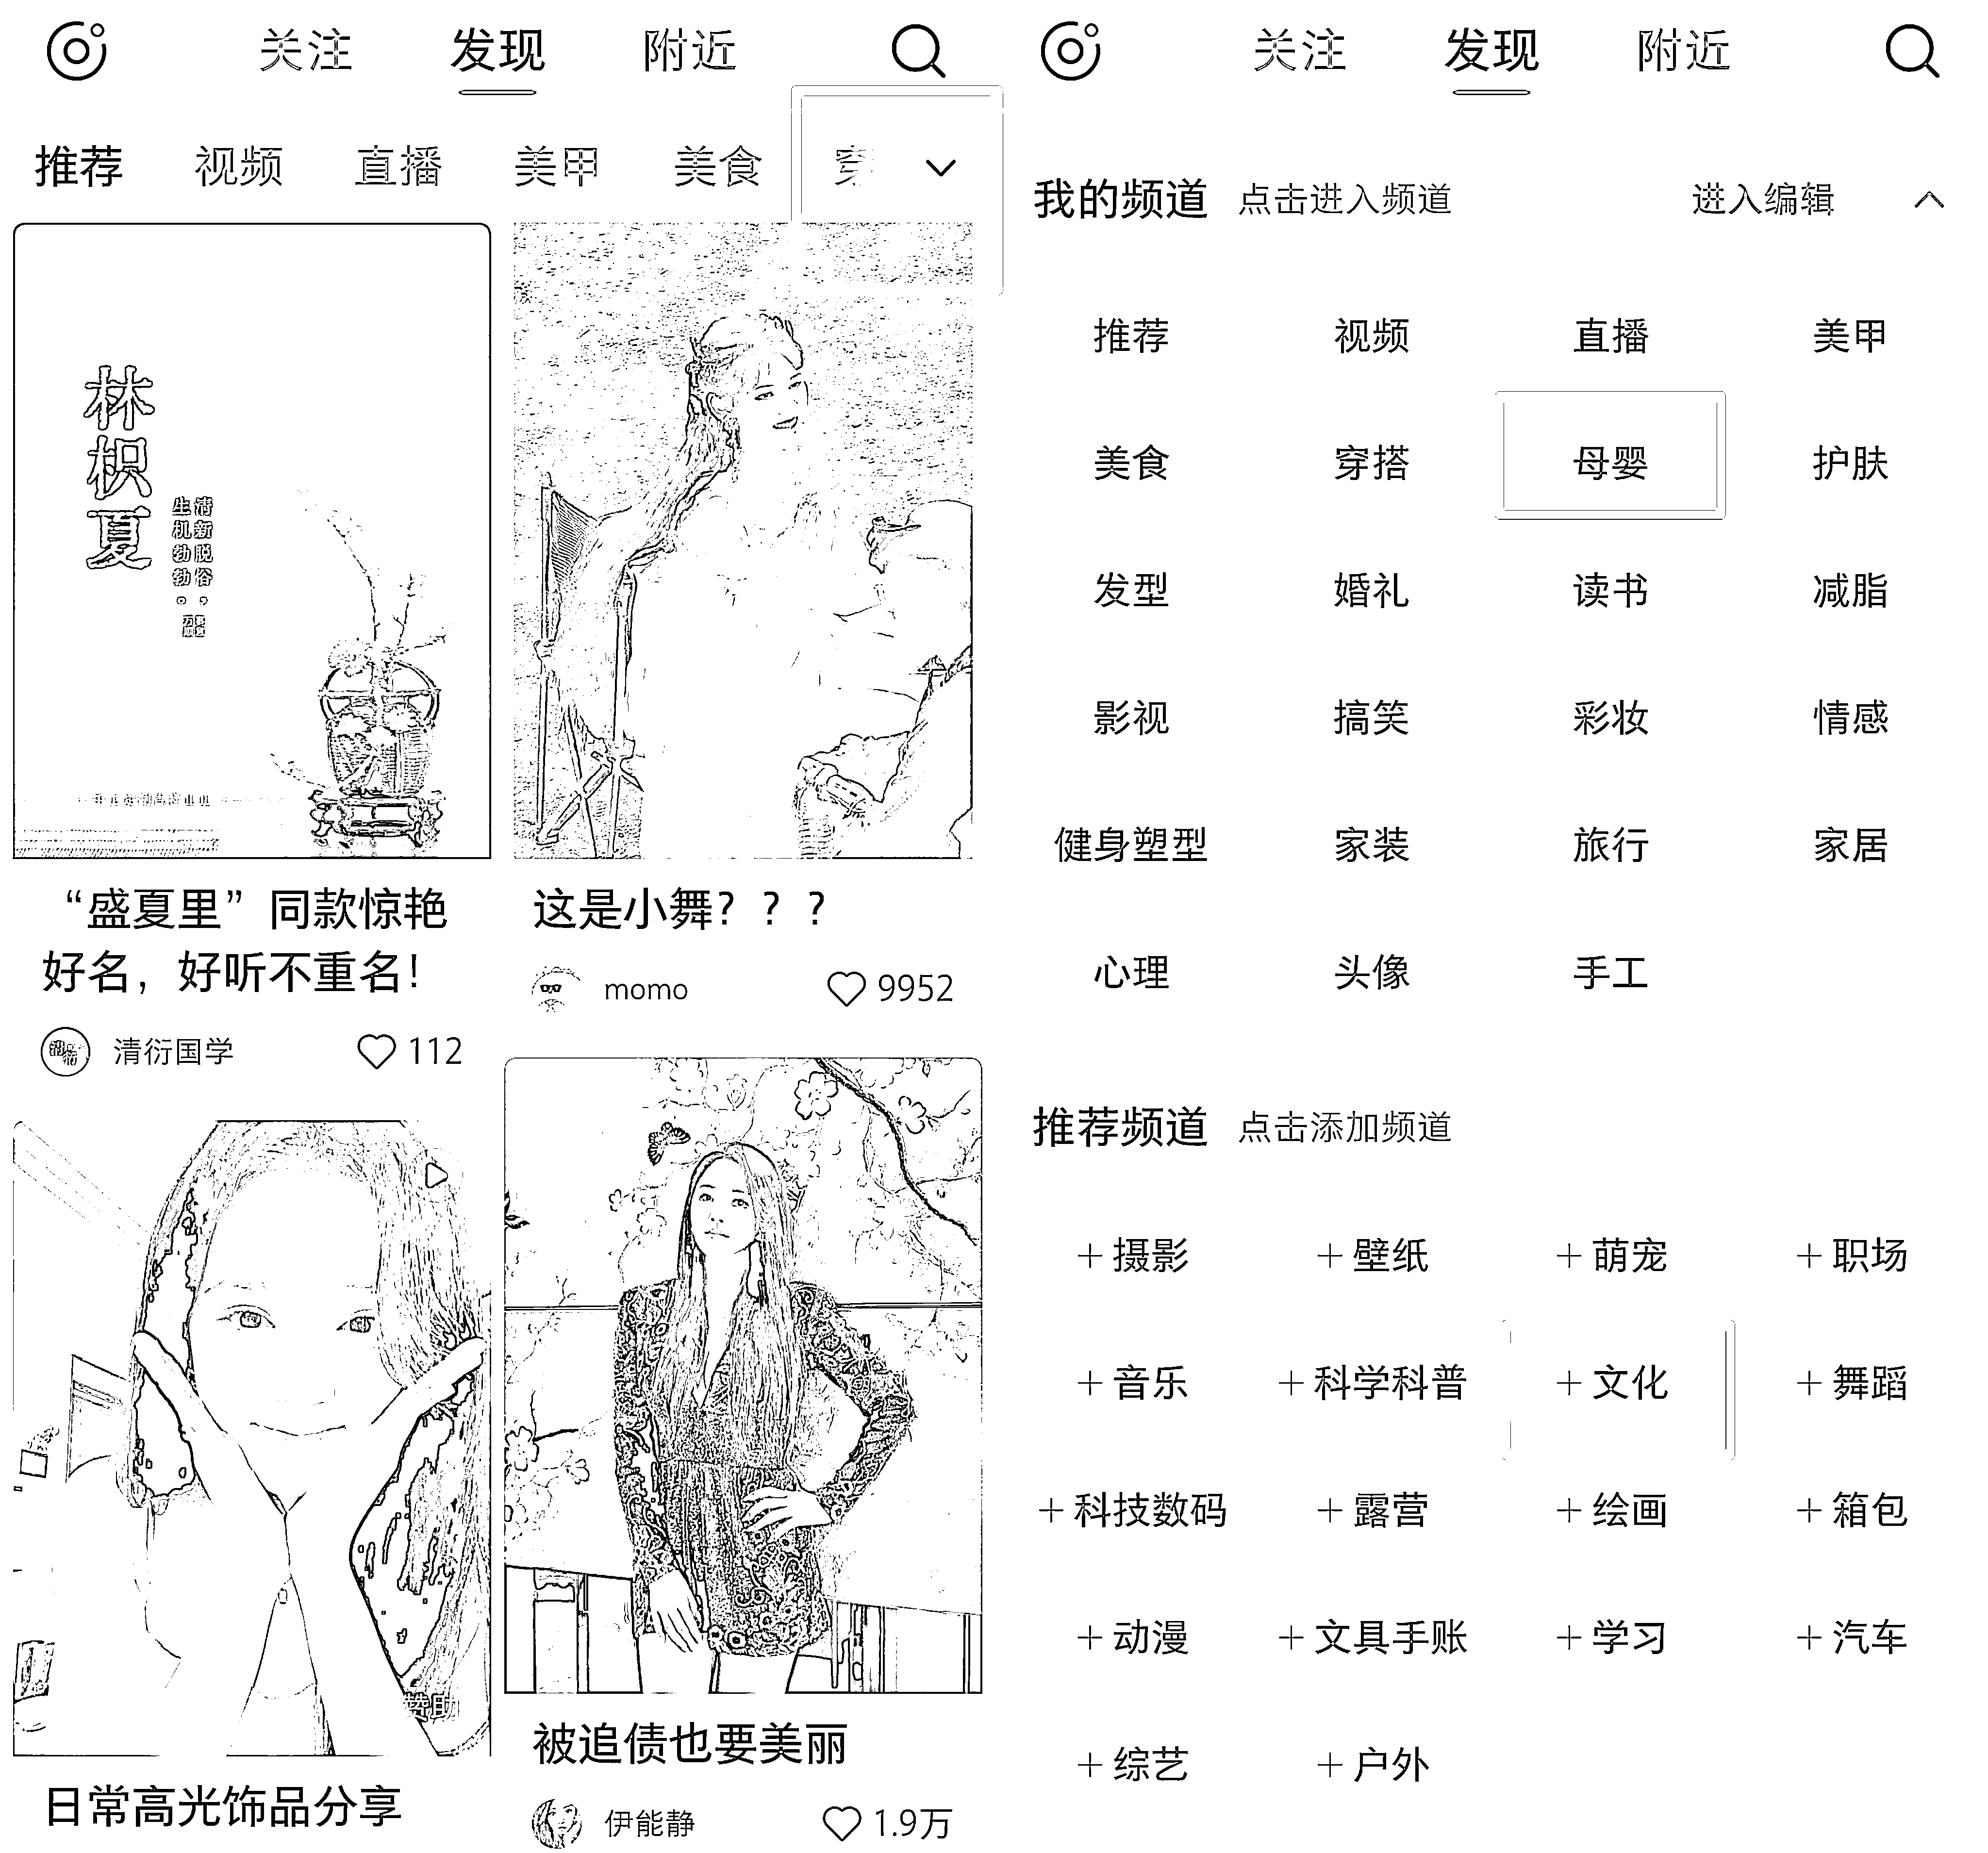 关注 发现 附近
推荐 视频 直播 美甲 美食 穿
林枳夏
清新脱俗，
生机勃勃。
“盛夏里”同款惊艳
好名，好听不重名！
清衍国学 112
这是小舞？？？
momo 9952
赞助
日常高光饰品分享
被追债也要美丽
伊能静 1.9万
关注 发现 附近
我的频道 点击进入频道 进入编辑
推荐 视频 直播 美甲
美食 穿搭 母婴 护肤
发型 婚礼 读书 减脂
影视 搞笑 彩妆 情感
健身塑型 家装 旅行 家居
心理 头像 手工
推荐频道 点击添加频道
+ 摄影 + 壁纸 + 萌宠 + 职场
+ 音乐 + 科学科普 + 文化 + 舞蹈
+ 科技数码 + 露营 + 绘画 + 箱包
+ 动漫 + 文具手账 + 学习 + 汽车
+ 综艺 + 户外